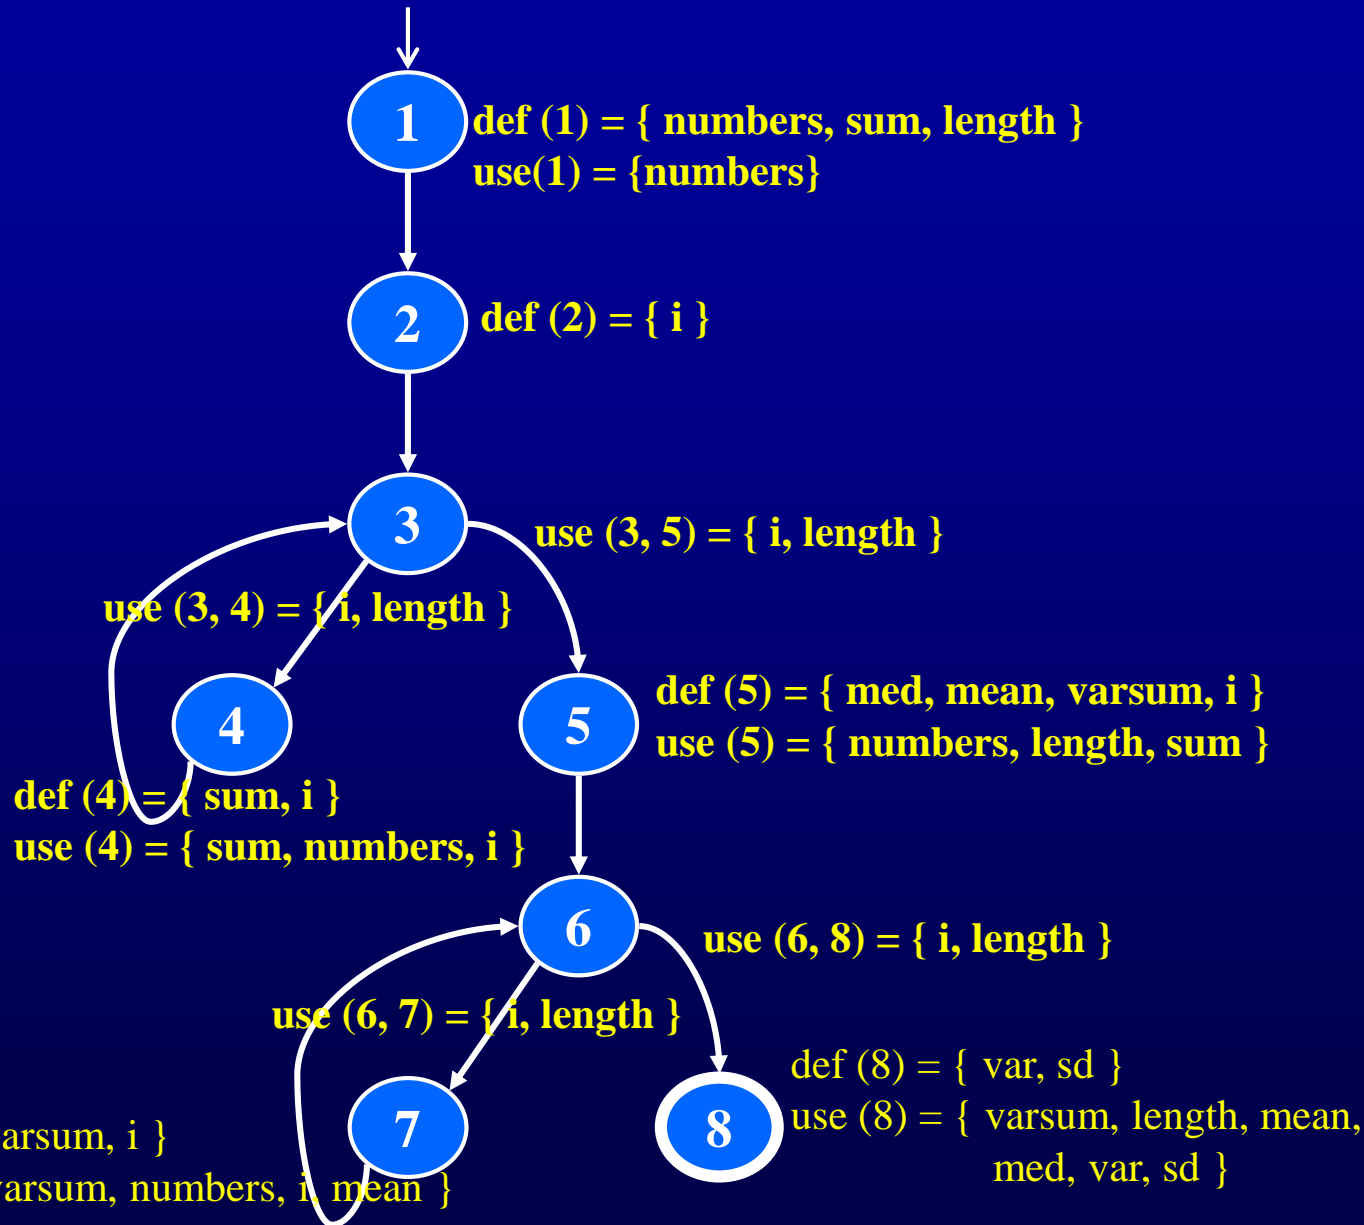 1
def (1) = { numbers, sum, length }
use(1) = {numbers}
2
def (2) = { i }
3
use (3, 5) = { i, length }
use (3, 4) = { i, length }
4
5
def (5) = { med, mean, varsum, i }
use (5) = { numbers, length, sum }
def (4) = { sum, i }
use (4) = { sum, numbers, i }
6
use (6, 8) = { i, length }
use (6, 7) = { i, length }
7
8
def (8) = { var, sd }
use (8) = { varsum, length, mean,
med, var, sd }
arsum, i }
varsum, numbers, i, mean }